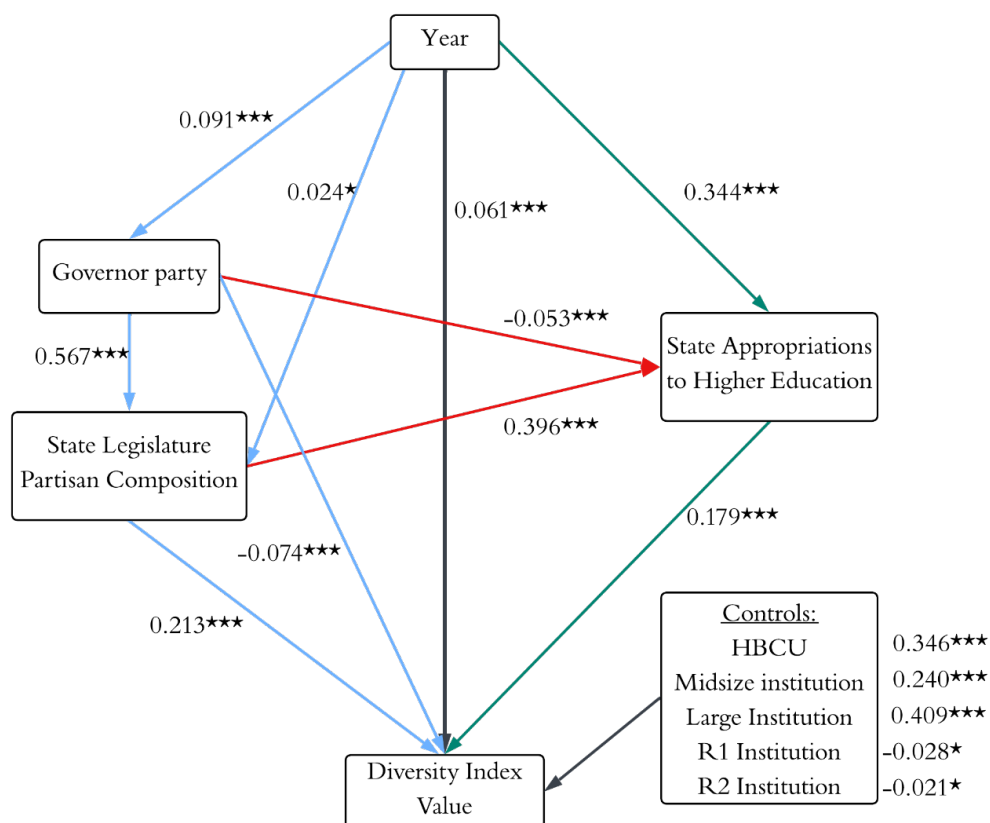 Year
0.091★★★
0.024★
0.061★★★
0.344★★★
Governor party
-0.053★★★
0.567★★★
State Appropriations
to Higher Education
State Legislature
Partisan Composition
0.396★★★
0.179★★★
-0.074★★★
0.213★★★
Controls:
HBCU 0.346★★★
Midsize institution 0.240★★★
Large Institution 0.409★★★
R1 Institution -0.028★
R2 Institution -0.021★
Diversity Index
Value